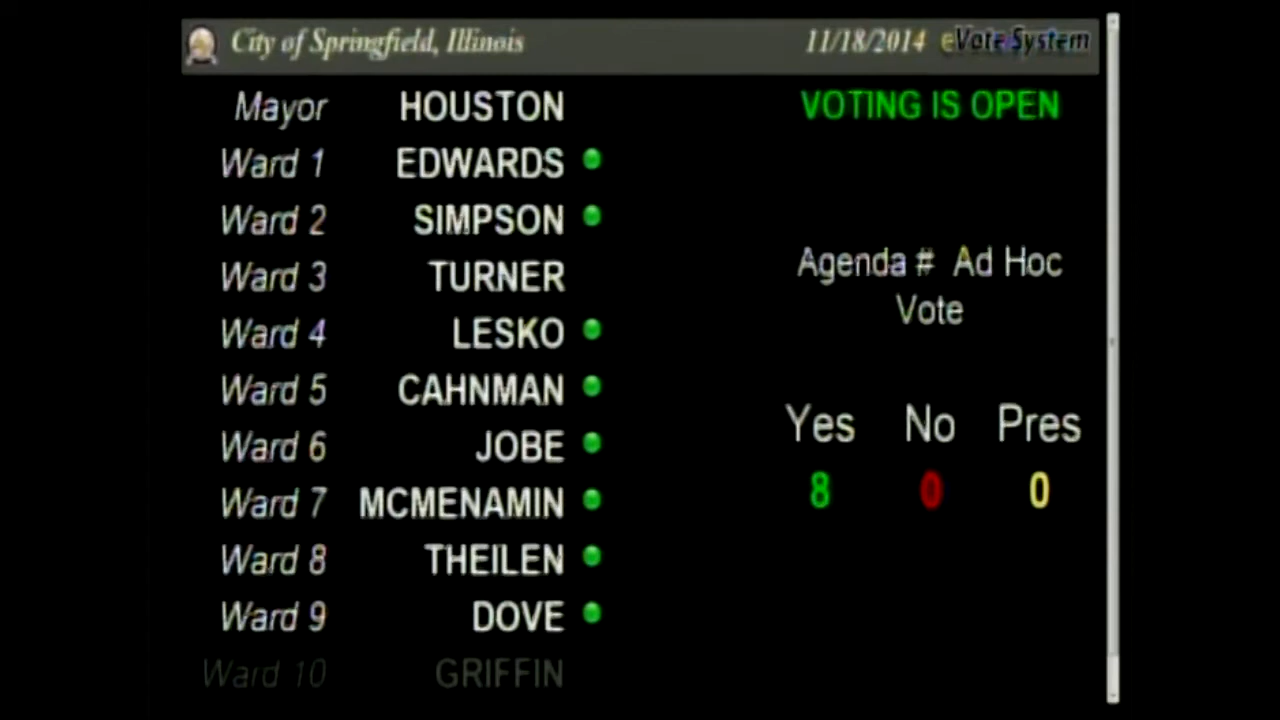 City of Springfield, Illinois 11/18/2014 eVote System
Mayor HOUSTON VOTING IS OPEN
Ward 1 EDWARDS
Ward 2 SIMPSON
Ward 3 TURNER Agenda # Ad Hoc
Vote
Ward 4 LESKO
Ward 5 CAHNMAN
Yes No Pres
Ward 6 JOBE
8 0 0
Ward 7 MCMENAMIN
Ward 8 THEILEN
Ward 9 DOVE
Ward 10 GRIFFIN